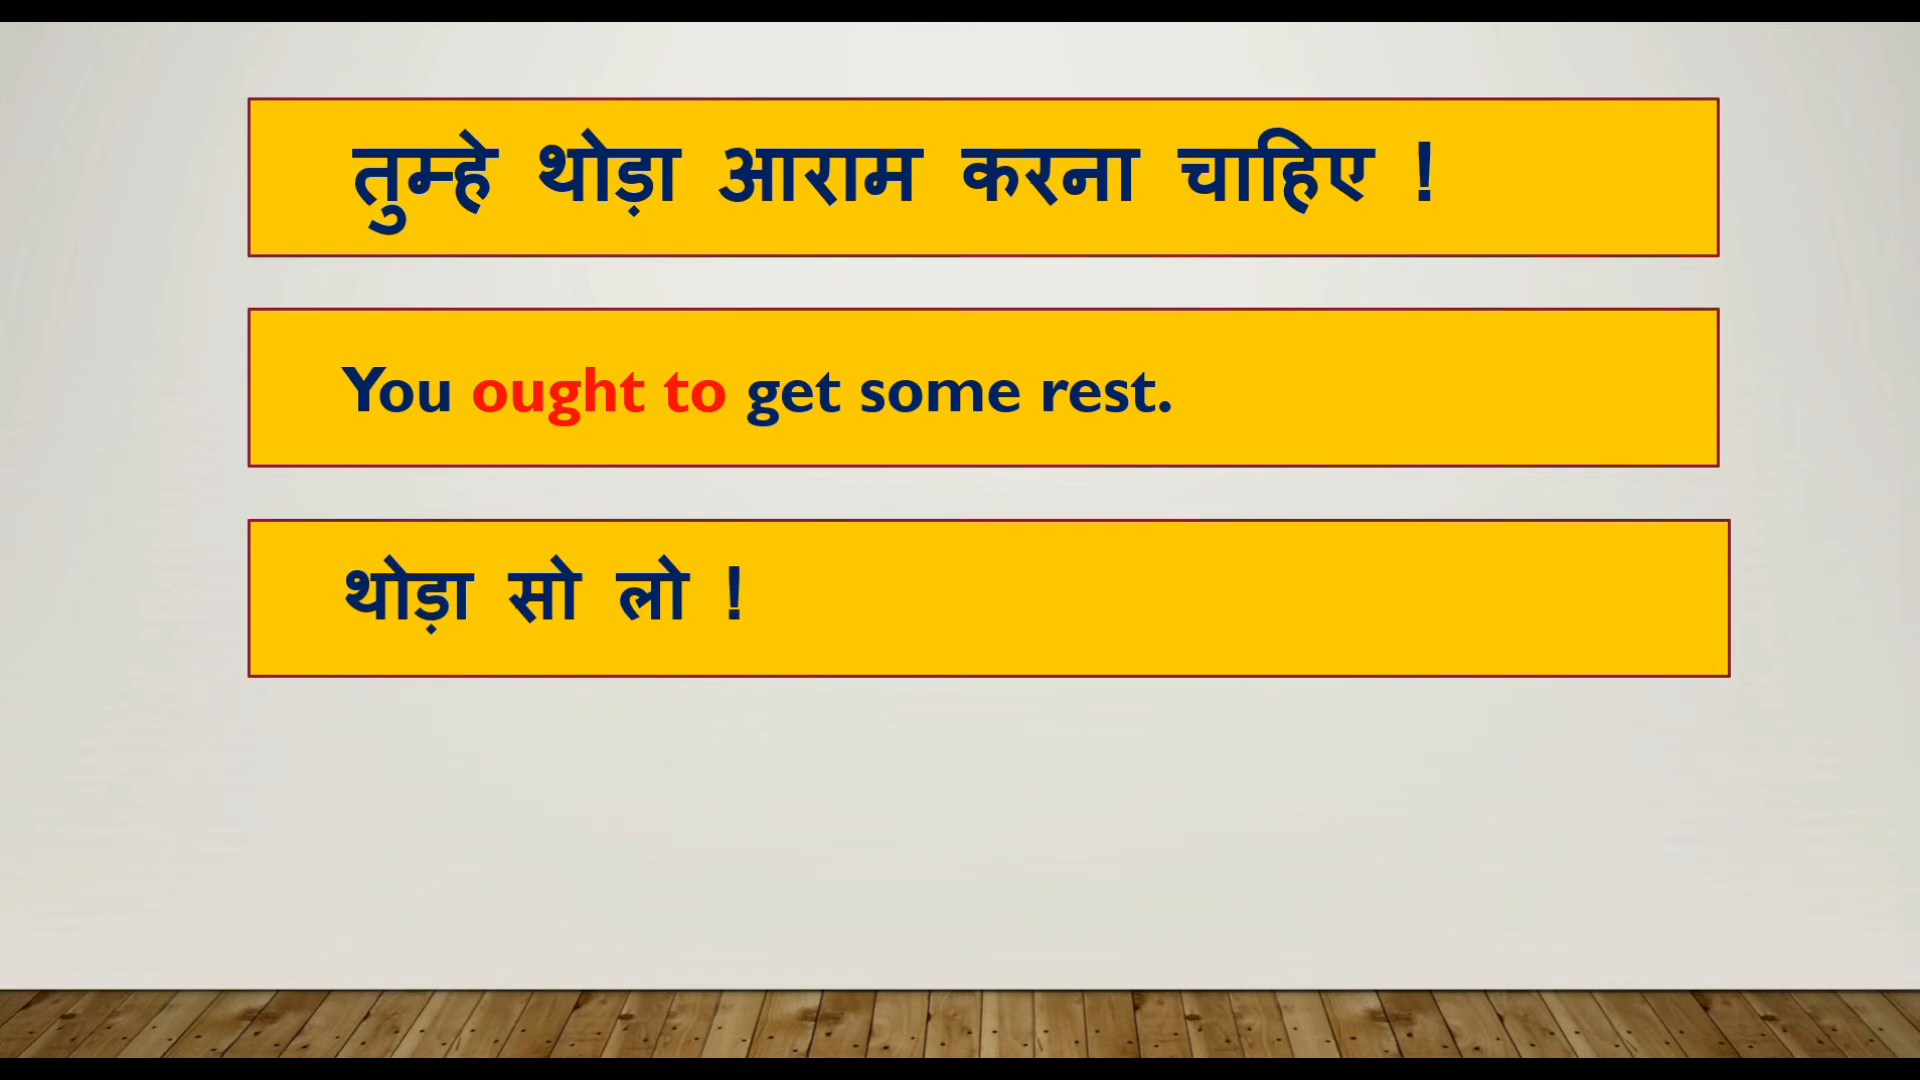 तुम्हे थोड़ा आराम करना चाहिए !
You ought to get some rest.
थोड़ा सो लो !